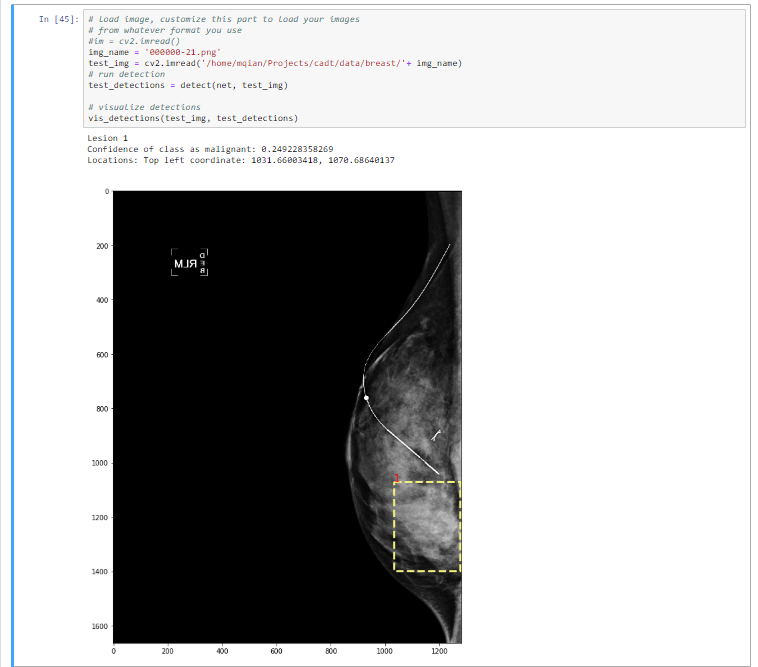 In [45]:
# Load image, customize this part to load your images
# from whatever format you use
#im = cv2.imread()
img_name = '000000-21.png'
test_img = cv2.imread('/home/mqian/Projects/cadt/data/breast/'+ img_name)
# run detection
test_detections = detect(net, test_img)
# visualize detections
vis_detections(test_img, test_detections)
Lesion 1
Confidence of class as malignant: 0.249228358269
Locations: Top left coordinate: 1031.66003418, 1070.68640137
0
200
400
600
800
1000
1200
1400
1600
RLM
1
0
200
400
600
800
1000
1200